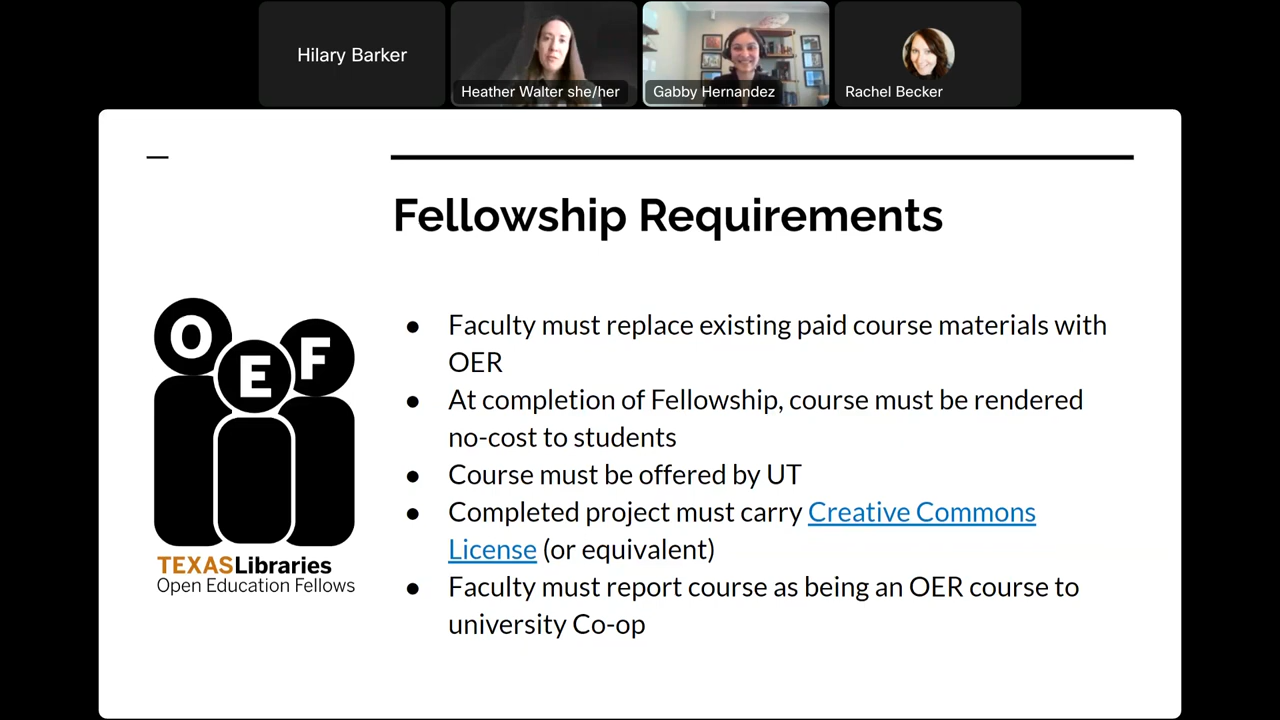 Hilary Barker
Heather Walter she/her
Gabby Hernandez
Rachel Becker
Fellowship Requirements
O
E
F
TEXASLibraries
Open Education Fellows
● Faculty must replace existing paid course materials with
OER
● At completion of Fellowship, course must be rendered
no-cost to students
● Course must be offered by UT
● Completed project must carry Creative Commons
License (or equivalent)
● Faculty must report course as being an OER course to
university Co-op